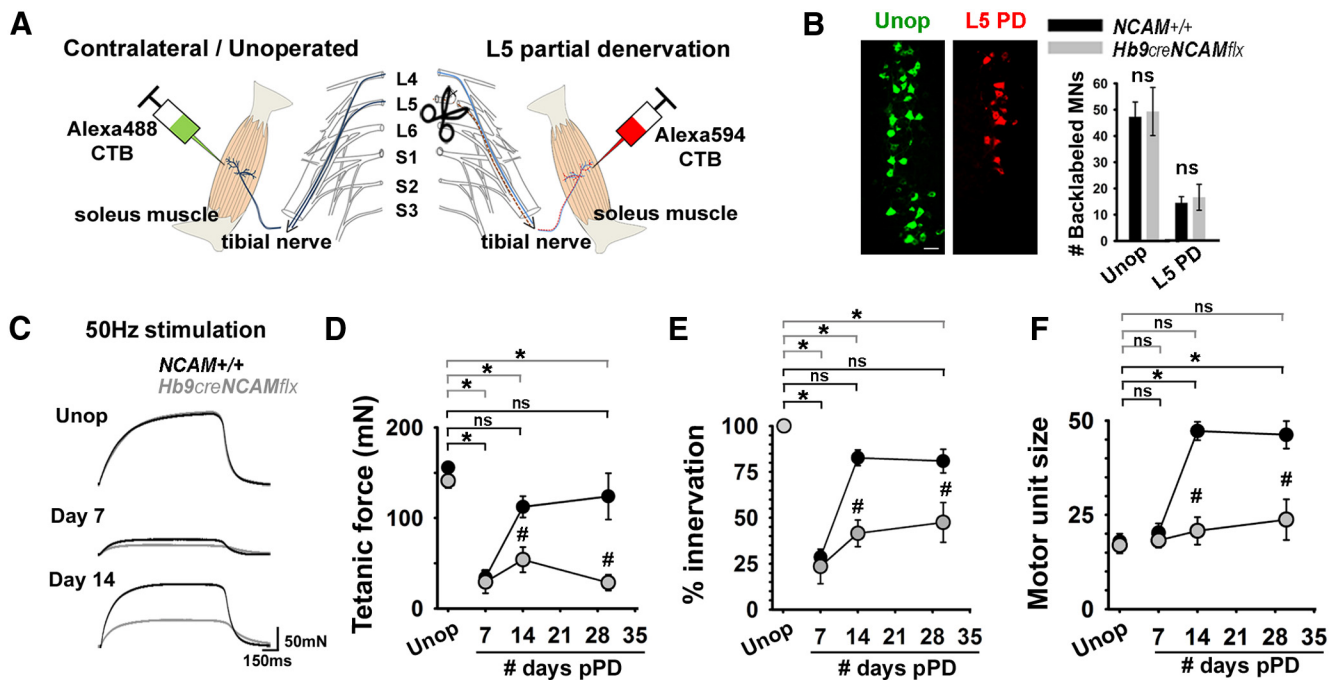 A
Contralateral / Unoperated
L5 partial denervation
Alexa488
CTB
soleus muscle
tibial nerve
L4
L5
L6
S1
S2
S3
Alexa594
CTB
soleus muscle
tibial nerve
B
Unop
L5 PD
NCAM+/+
Hb9creNCAMflx
# Backlabeled MNs
60
50
40
30
20
10
0
ns
ns
Unop
L5 PD
C
50Hz stimulation
NCAM+/+
Hb9creNCAMflx
Unop
Day 7
Day 14
50mN
150ms
D
*
*
*
ns
ns
*
Tetanic force (mN)
200
100
0
#
#
Unop
7 14 21 28 35
# days pPD
E
*
*
*
ns
ns
*
% innervation
100
75
50
25
0
#
#
Unop
7 14 21 28 35
# days pPD
F
ns
ns
ns
*
*
ns
Motor unit size
50
25
0
#
#
Unop
7 14 21 28 35
# days pPD